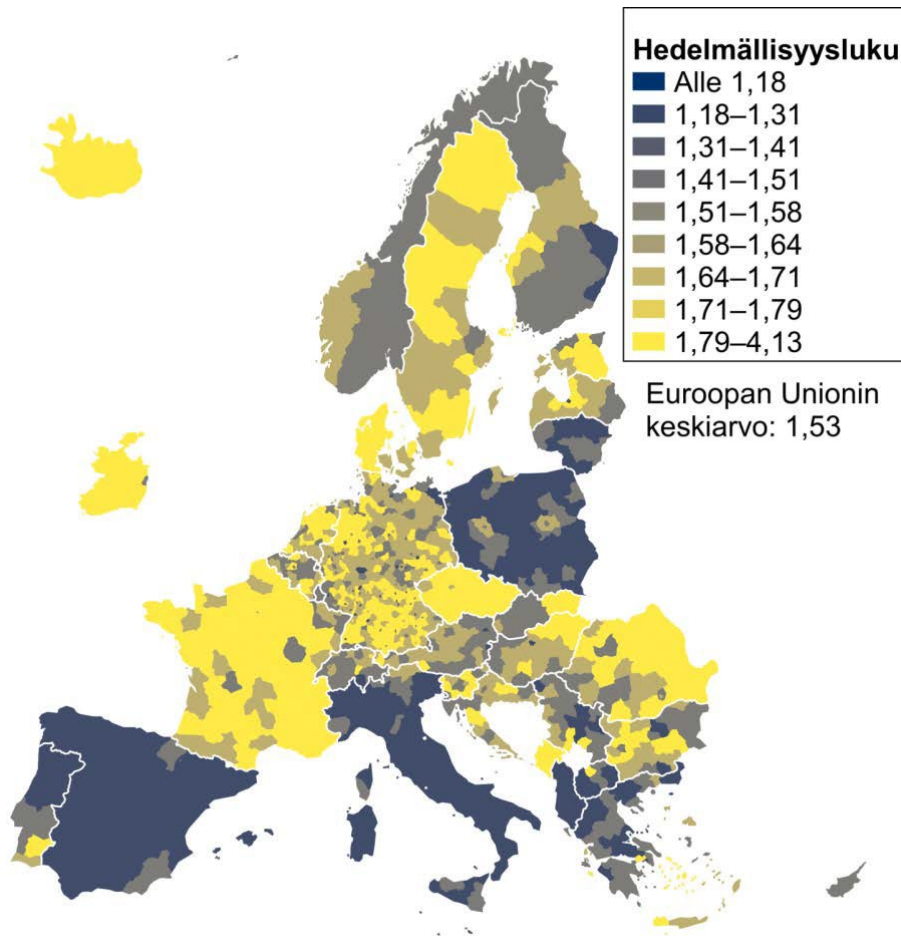 Hedelmällisyysluku
Alle 1,18
1,18–1,31
1,31–1,41
1,41–1,51
1,51–1,58
1,58–1,64
1,64–1,71
1,71–1,79
1,79–4,13
Euroopan Unionin
keskiarvo: 1,53